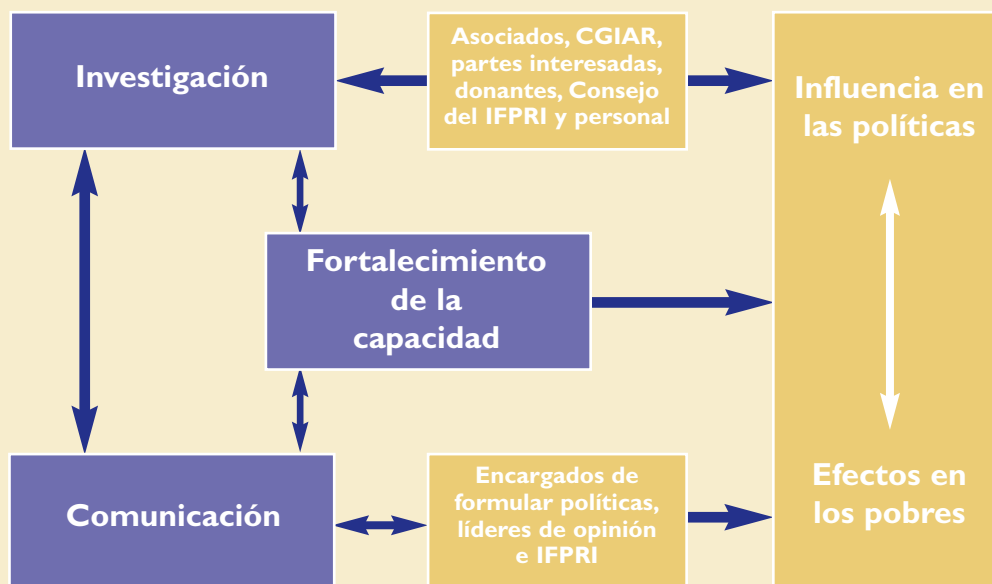 Investigación
Asociados, CGIAR,
partes interesadas,
donantes, Consejo
del IFPRI y personal
Influencia en
las políticas
Fortalecimiento
de la
capacidad
Comunicación
Encargados de
formular políticas,
líderes de opinión
e IFPRI
Efectos en
los pobres